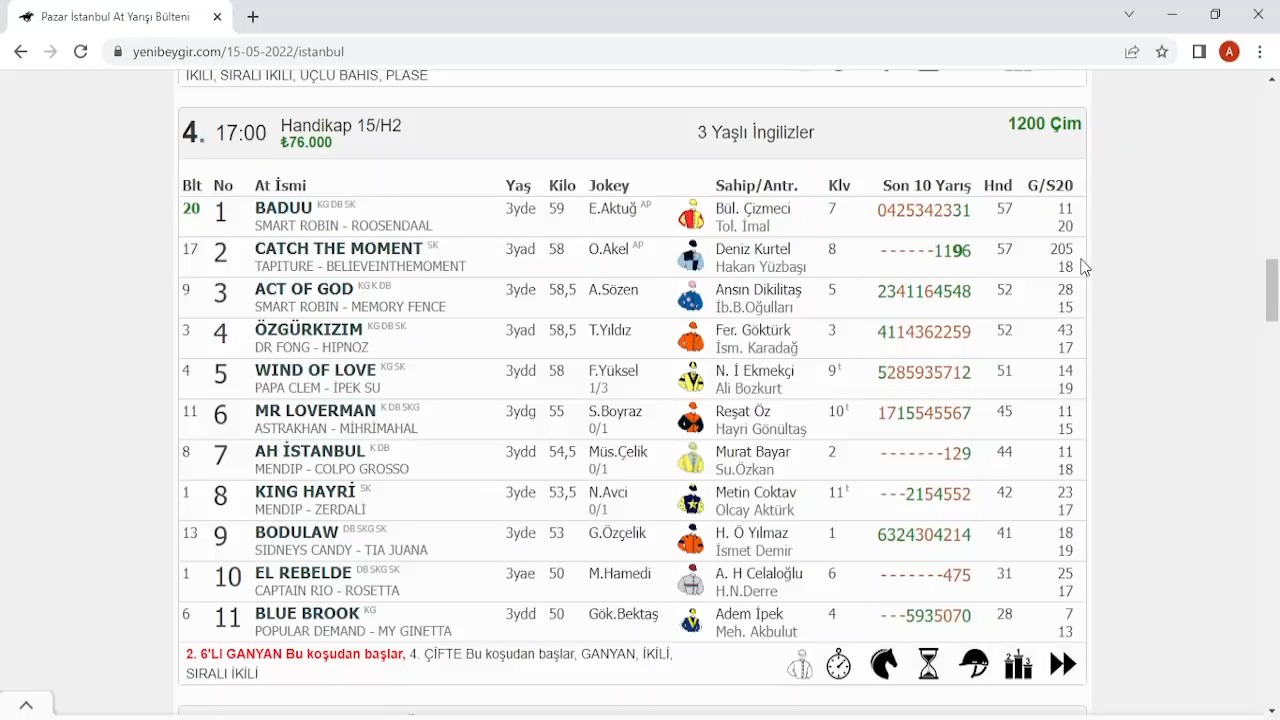 Pazar İstanbul At Yarışı Bülteni
yenibeygir.com/15-05-2022/istanbul
A
İKİLİ, SIRALI İKİLİ, ÜÇLÜ BAHİS, PLASE
4. 17:00 Handikap 15/H2 3 Yaşlı İngilizler 1200 Çim
₺76.000
Blt No At İsmi Yaş Kilo Jokey Sahip/Antr. Klv Son 10 Yarış Hnd G/S20
20 1 BADUU KG DB SK 3yde 59 E.Aktuğ AP Bül. Çizmeci 7 0425342331 57 11
SMART ROBIN - ROOSENDAAL Tol. İmal 20
17 2 CATCH THE MOMENT SK 3yad 58 O.Akel AP Deniz Kurtel 8 ------1196 57 205
TAPITURE - BELIEVEINTHEMOMENT Hakan Yüzbaşı 18
9 3 ACT OF GOD KG K DB 3yde 58,5 A.Sözen Ansın Dikilitaş 5 2341164548 52 28
SMART ROBIN - MEMORY FENCE İb.B.Oğulları 15
3 4 ÖZGÜRKIZIM KG DB SK 3yad 58,5 T.Yıldız Fer. Göktürk 3 4114362259 52 43
DR FONG - HIPNOZ İsm. Karadağ 17
4 5 WIND OF LOVE KG SK 3ydd 58 F.Yüksel N. İ Ekmekçi 9t 5285935712 51 14
PAPA CLEM - İPEK SU 1/3 Ali Bozkurt 19
11 6 MR LOVERMAN K DB SKG 3ydg 55 S.Boyraz Reşat Öz 10t 1715545567 45 11
ASTRAKHAN - MİHRİMAHAL 0/1 Hayri Gönültaş 15
8 7 AH İSTANBUL K DB 3ydd 54,5 Müs.Çelik Murat Bayar 2 -------129 44 11
MENDIP - COLPO GROSSO 0/1 Su.Özkan 18
1 8 KING HAYRİ SK 3yde 53,5 N.Avci Metin Coktav 11t ---2154552 42 23
MENDIP - ZERDALİ 0/1 Olcay Aktürk 17
13 9 BODULAW DB SKG SK 3yde 53 G.Özçelik H. Ö Yılmaz 1 6324304214 41 18
SIDNEYS CANDY - TIA JUANA İsmet Demir 19
1 10 EL REBELDE DB SKG SK 3yae 50 M.Hamedi A. H Celaloğlu 6 -------475 31 25
CAPTAIN RIO - ROSETTA H.N.Derre 17
6 11 BLUE BROOK KG 3ydd 50 Gök.Bektaş Adem İpek 4 ---5935070 28 7
POPULAR DEMAND - MY GINETTA Meh. Akbulut 13
2. 6'LI GANYAN Bu koşudan başlar, 4. ÇİFTE Bu koşudan başlar, GANYAN, İKİLİ,
SIRALI İKİLİ